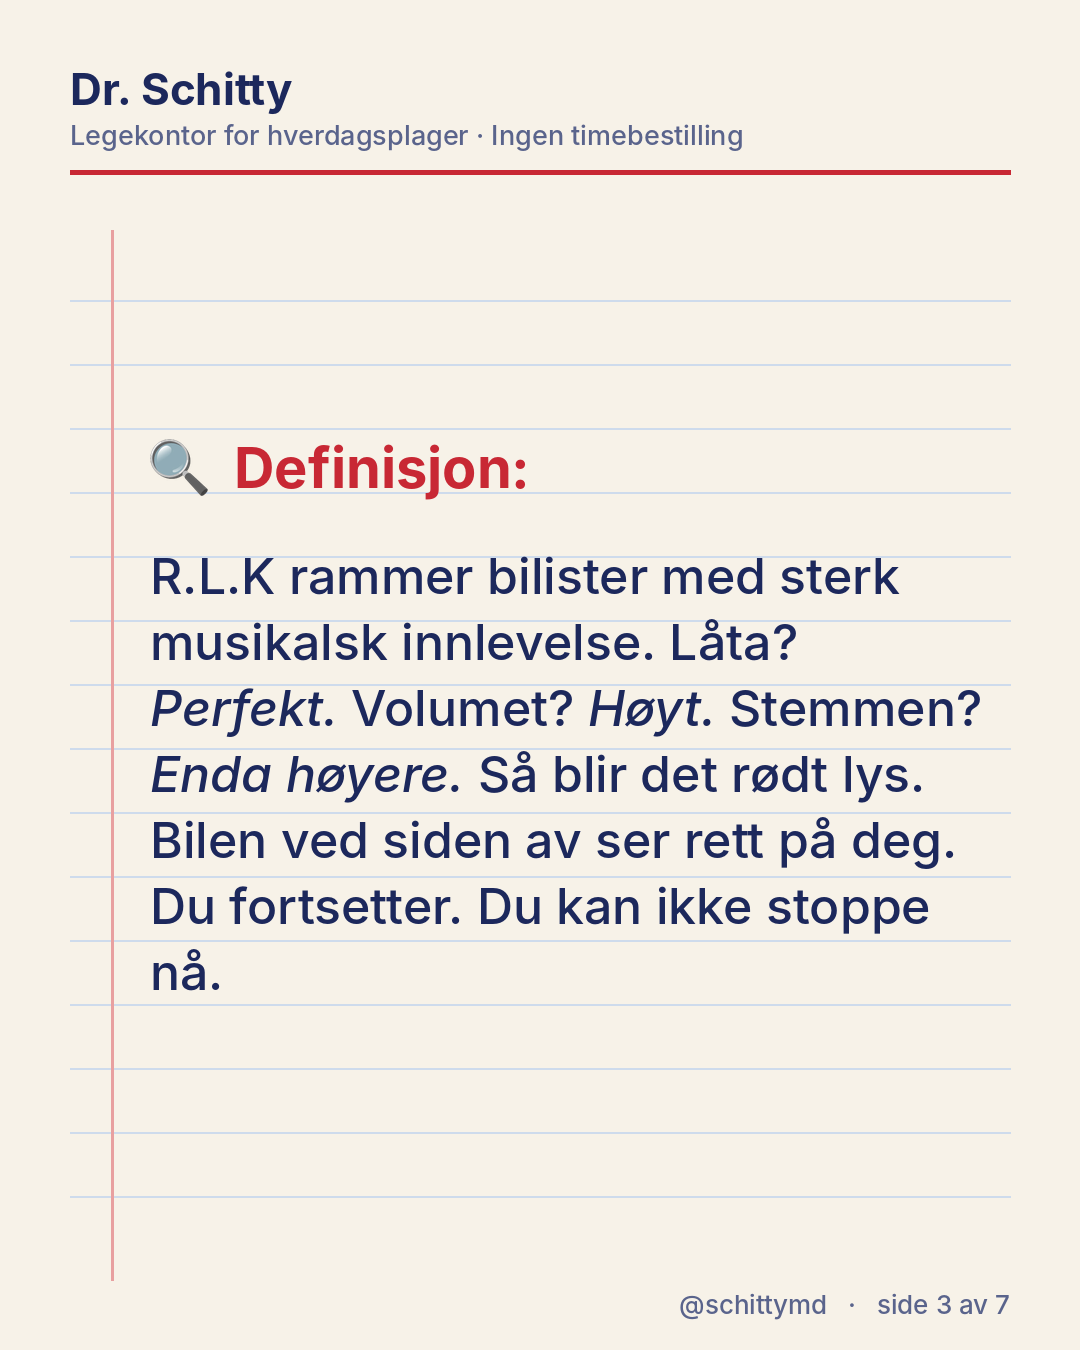 Dr. Schitty
Legekontor for hverdagsplager · Ingen timebestilling
🔍 Definisjon:
R.L.K rammer bilister med sterk
musikalsk innlevelse. Låta?
Perfekt. Volumet? Høyt. Stemmen?
Enda høyere. Så blir det rødt lys.
Bilen ved siden av ser rett på deg.
Du fortsetter. Du kan ikke stoppe
nå.
@schittymd · side 3 av 7